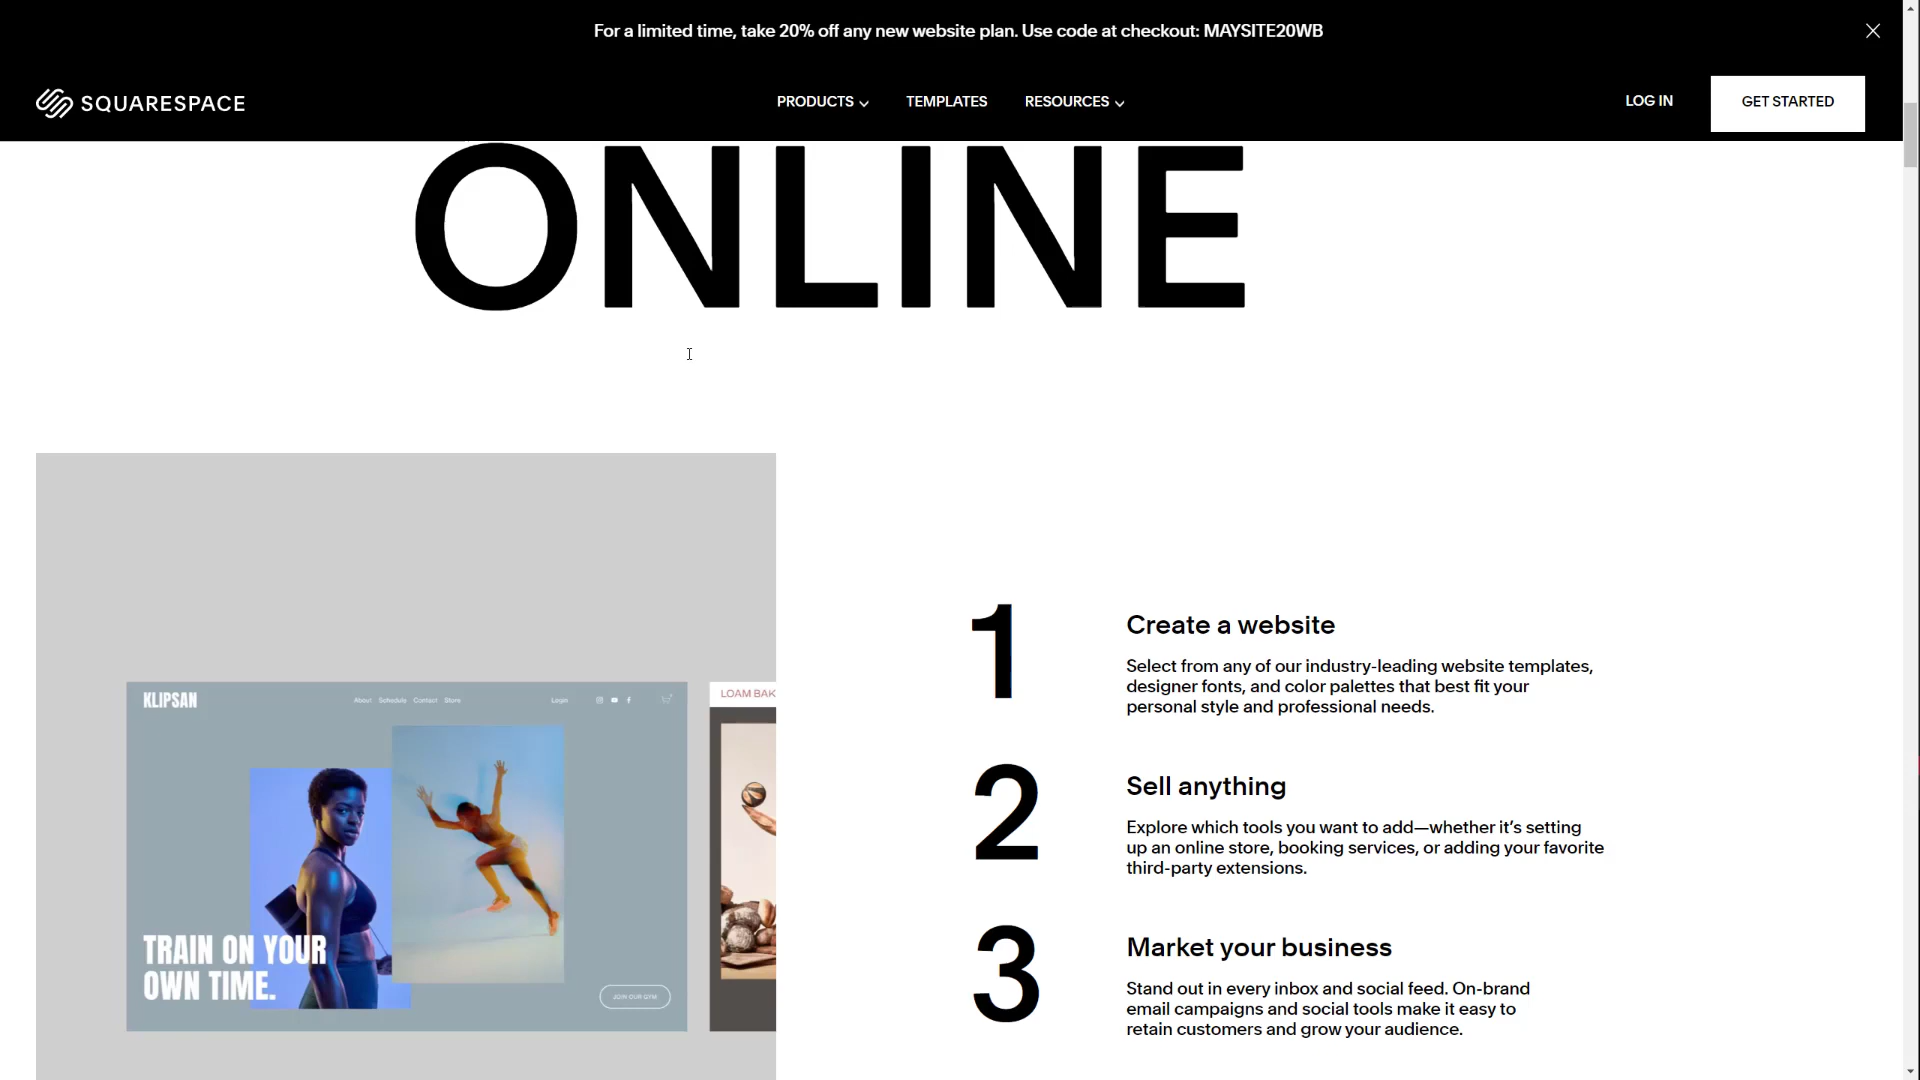 For a limited time, take 20% off any new website plan. Use code at checkout: MAYSITE20WB
SQUARESPACE
PRODUCTS
TEMPLATES
RESOURCES
LOG IN
GET STARTED
ONLINE
KLIPSAN
About Schedule Contact Store
Login
TRAIN ON YOUR
OWN TIME.
JOIN OUR GYM
LOAM BAK
1
Create a website
Select from any of our industry-leading website templates,
designer fonts, and color palettes that best fit your
personal style and professional needs.
2
Sell anything
Explore which tools you want to add—whether it’s setting
up an online store, booking services, or adding your favorite
third-party extensions.
3
Market your business
Stand out in every inbox and social feed. On-brand
email campaigns and social tools make it easy to
retain customers and grow your audience.